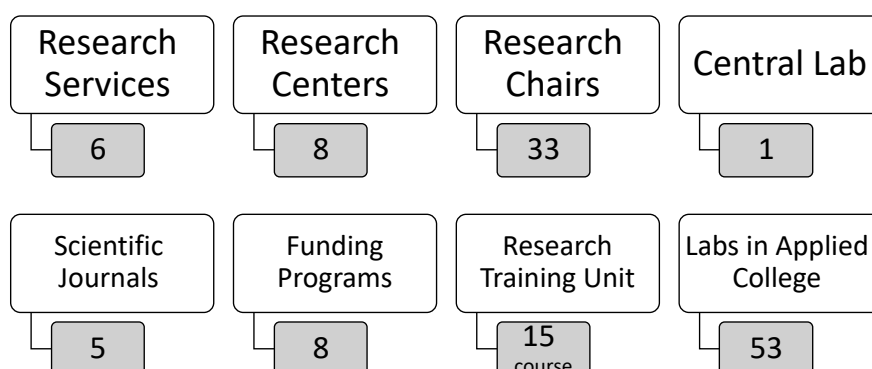 Research
Services
6
Research
Centers
8
Research
Chairs
33
Central Lab
1
Scientific
Journals
5
Funding
Programs
8
Research
Training Unit
15
course
Labs in Applied
College
53